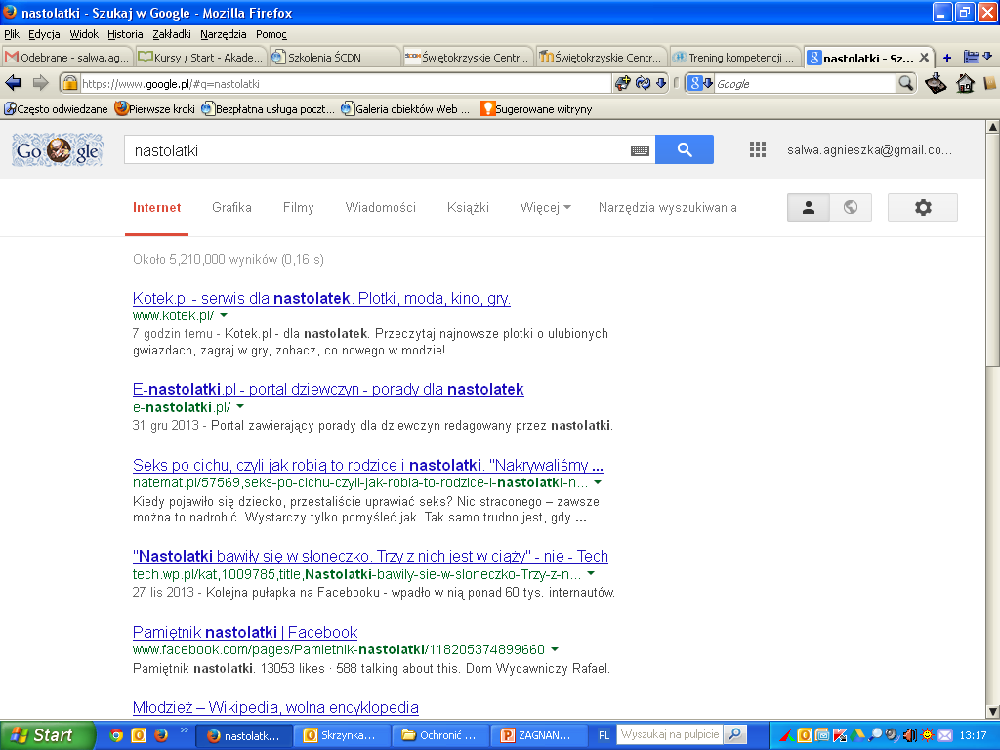 nastolatki - Szukaj w Google - Mozilla Firefox
Plik Edycja Widok Historia Zakładki Narzędzia Pomoc
Odebrane - salwa.ag... Kursy / Start - Akade... Szkolenia ŚCDN Świętokrzyskie Centr... Świętokrzyskie Centr... Trening kompetencji ... nastolatki - Sz...
https://www.google.pl/#q=nastolatki Google
Często odwiedzane Pierwsze kroki Bezpłatna usługa poczt... Galeria obiektów Web ... Sugerowane witryny
Google nastolatki salwa.agnieszka@gmail.co...
Internet Grafika Filmy Wiadomości Książki Więcej Narzędzia wyszukiwania
Około 5,210,000 wyników (0,16 s)
Kotek.pl - serwis dla nastolatek. Plotki, moda, kino, gry.
www.kotek.pl/
7 godzin temu - Kotek.pl - dla nastolatek. Przeczytaj najnowsze plotki o ulubionych
gwiazdach, zagraj w gry, zobacz, co nowego w modzie!
E-nastolatki.pl - portal dziewczyn - porady dla nastolatek
e-nastolatki.pl/
31 gru 2013 - Portal zawierający porady dla dziewczyn redagowany przez nastolatki.
Seks po cichu, czyli jak robią to rodzice i nastolatki. "Nakrywaliśmy ...
natemat.pl/57569,seks-po-cichu-czyli-jak-robia-to-rodzice-i-nastolatki-n...
Kiedy pojawiło się dziecko, przestaliście uprawiać seks? Nic straconego – zawsze
można to nadrobić. Wystarczy tylko pomyśleć jak. Tak samo trudno jest, gdy ...
"Nastolatki bawiły się w słoneczko. Trzy z nich jest w ciąży" - nie - Tech
tech.wp.pl/kat,1009785,title,Nastolatki-bawily-sie-w-sloneczko-Trzy-z-n...
27 lis 2013 - Kolejna pułapka na Facebooku - wpadło w nią ponad 60 tys. internautów.
Pamiętnik nastolatki | Facebook
www.facebook.com/pages/Pamietnik-nastolatki/118205374899660
Pamiętnik nastolatki. 13053 likes · 588 talking about this. Dom Wydawniczy Rafael.
Młodzież – Wikipedia, wolna encyklopedia
Start nastolatk... Skrzynka... Ochronić ... ZAGNAN... PL Wyszukaj na pulpicie 13:17